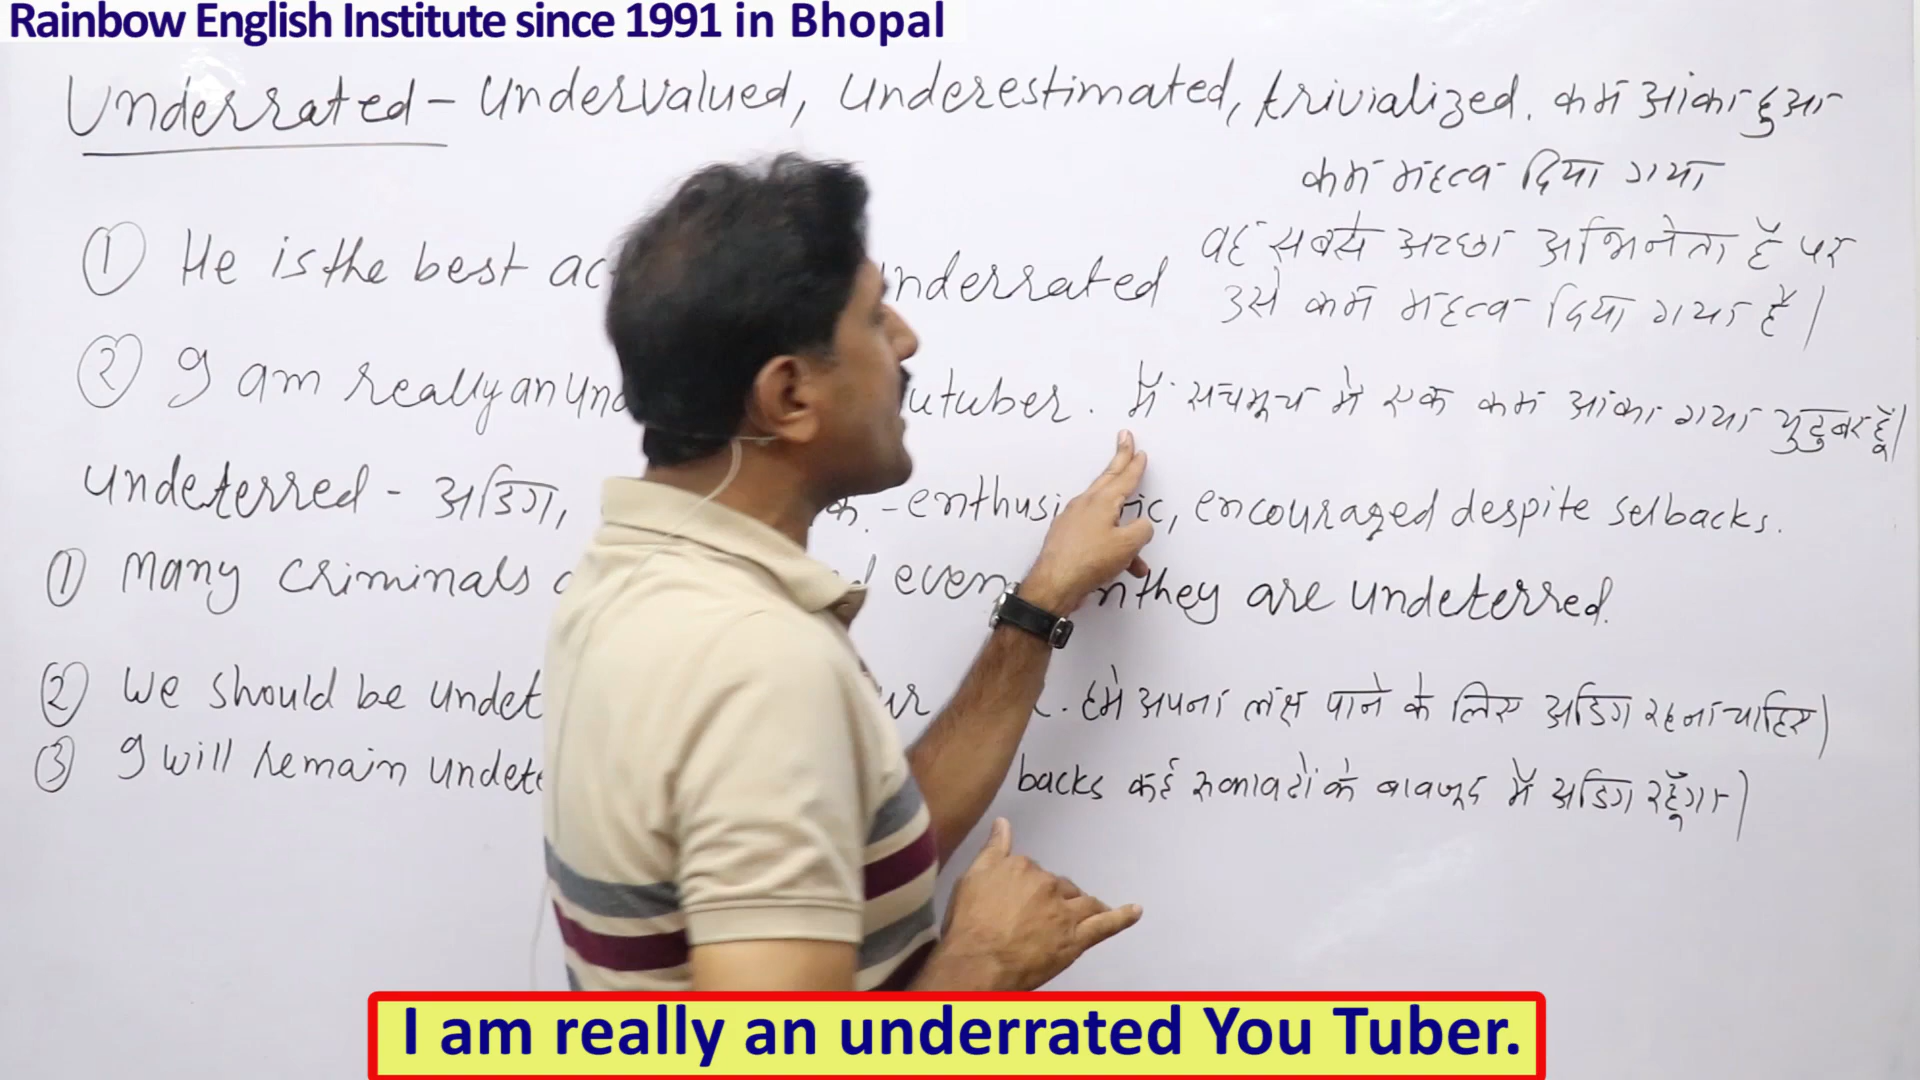 Rainbow English Institute since 1991 in Bhopal
Underrated - undervalued, underestimated, trivialized. कम आंका हुआ
कम महत्व दिया गया
① He is the best ac nderrated वह सबसे अच्छा अभिनेता है पर
उसे कम महत्व दिया गया है।
② I am really an und utuber. मैं सचमूच में एक कम आंका गया युटुबर हूँ।
undeterred - अडिग, - enthusi ic, encouraged despite setbacks.
① Many criminals d even n they are undeterred.
② We should be undet ur हमे अपना लक्ष पाने के लिए अडिग रहना चाहिए।
③ I will remain undete backs कई रूकावटों के बावजूद मैं अडिग रहूँगा।
I am really an underrated You Tuber.